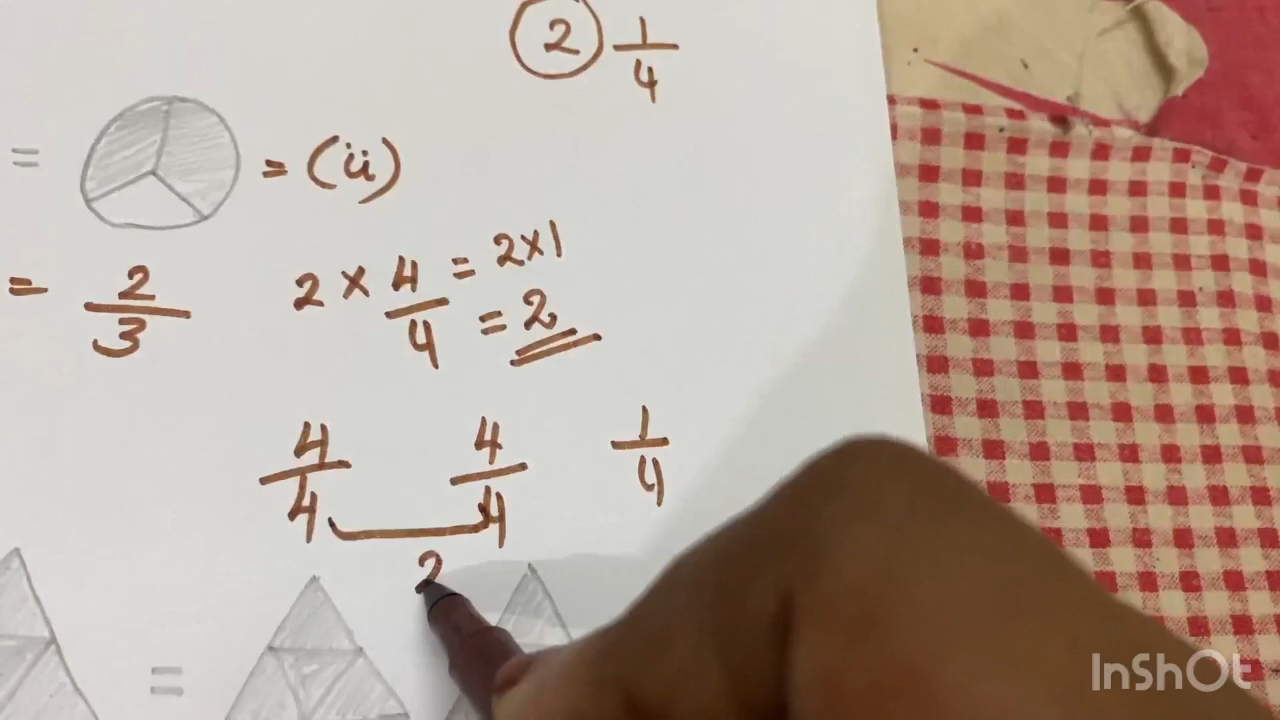 2 1/4
= = (ii)
= 2/3
2 × 4/4 = 2×1
= 2
4/4 4/4 1/4
2
=
InShOt